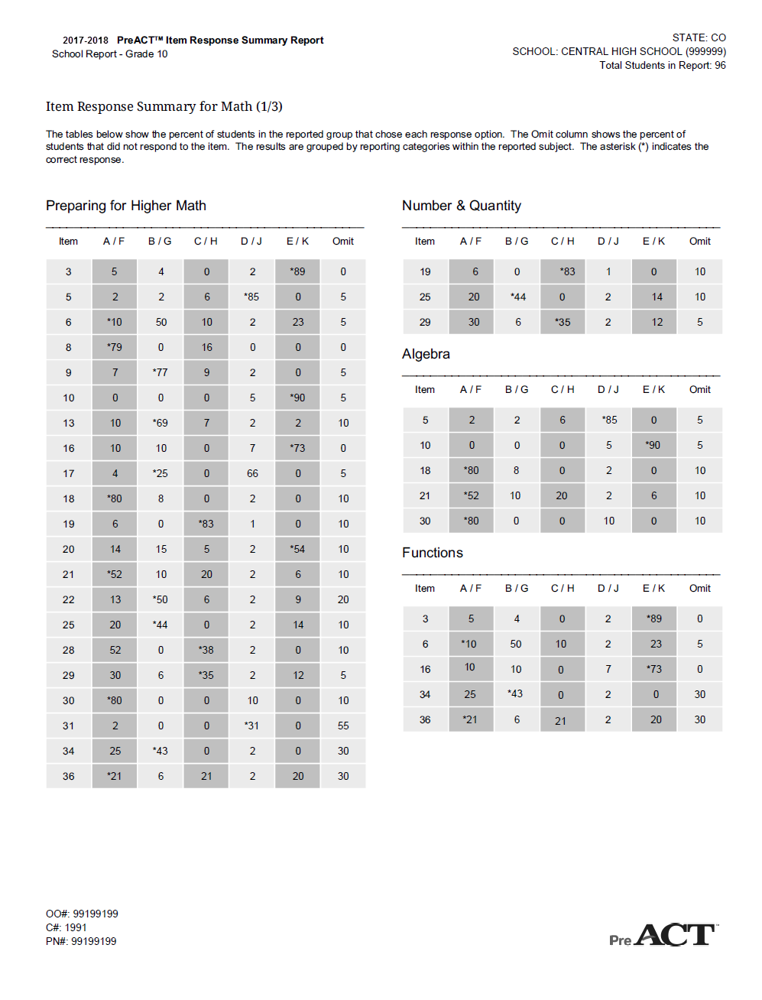 2017-2018 PreACT™ Item Response Summary Report
School Report - Grade 10
STATE: CO
SCHOOL: CENTRAL HIGH SCHOOL (999999)
Total Students in Report: 96
Item Response Summary for Math (1/3)
The tables below show the percent of students in the reported group that chose each response option. The Omit column shows the percent of
students that did not respond to the item. The results are grouped by reporting categories within the reported subject. The asterisk (*) indicates the
correct response.
Preparing for Higher Math
Item A / F B / G C / H D / J E / K Omit
3 5 4 0 2 *89 0
5 2 2 6 *85 0 5
6 *10 50 10 2 23 5
8 *79 0 16 0 0 0
9 7 *77 9 2 0 5
10 0 0 0 5 *90 5
13 10 *69 7 2 2 10
16 10 10 0 7 *73 0
17 4 *25 0 66 0 5
18 *80 8 0 2 0 10
19 6 0 *83 1 0 10
20 14 15 5 2 *54 10
21 *52 10 20 2 6 10
22 13 *50 6 2 9 20
25 20 *44 0 2 14 10
28 52 0 *38 2 0 10
29 30 6 *35 2 12 5
30 *80 0 0 10 0 10
31 2 0 0 *31 0 55
34 25 *43 0 2 0 30
36 *21 6 21 2 20 30
Number & Quantity
Item A / F B / G C / H D / J E / K Omit
19 6 0 *83 1 0 10
25 20 *44 0 2 14 10
29 30 6 *35 2 12 5
Algebra
Item A / F B / G C / H D / J E / K Omit
5 2 2 6 *85 0 5
10 0 0 0 5 *90 5
18 *80 8 0 2 0 10
21 *52 10 20 2 6 10
30 *80 0 0 10 0 10
Functions
Item A / F B / G C / H D / J E / K Omit
3 5 4 0 2 *89 0
6 *10 50 10 2 23 5
16 10 10 0 7 *73 0
34 25 *43 0 2 0 30
36 *21 6 21 2 20 30
OO#: 99199199
C#: 1991
PN#: 99199199
PreACT™